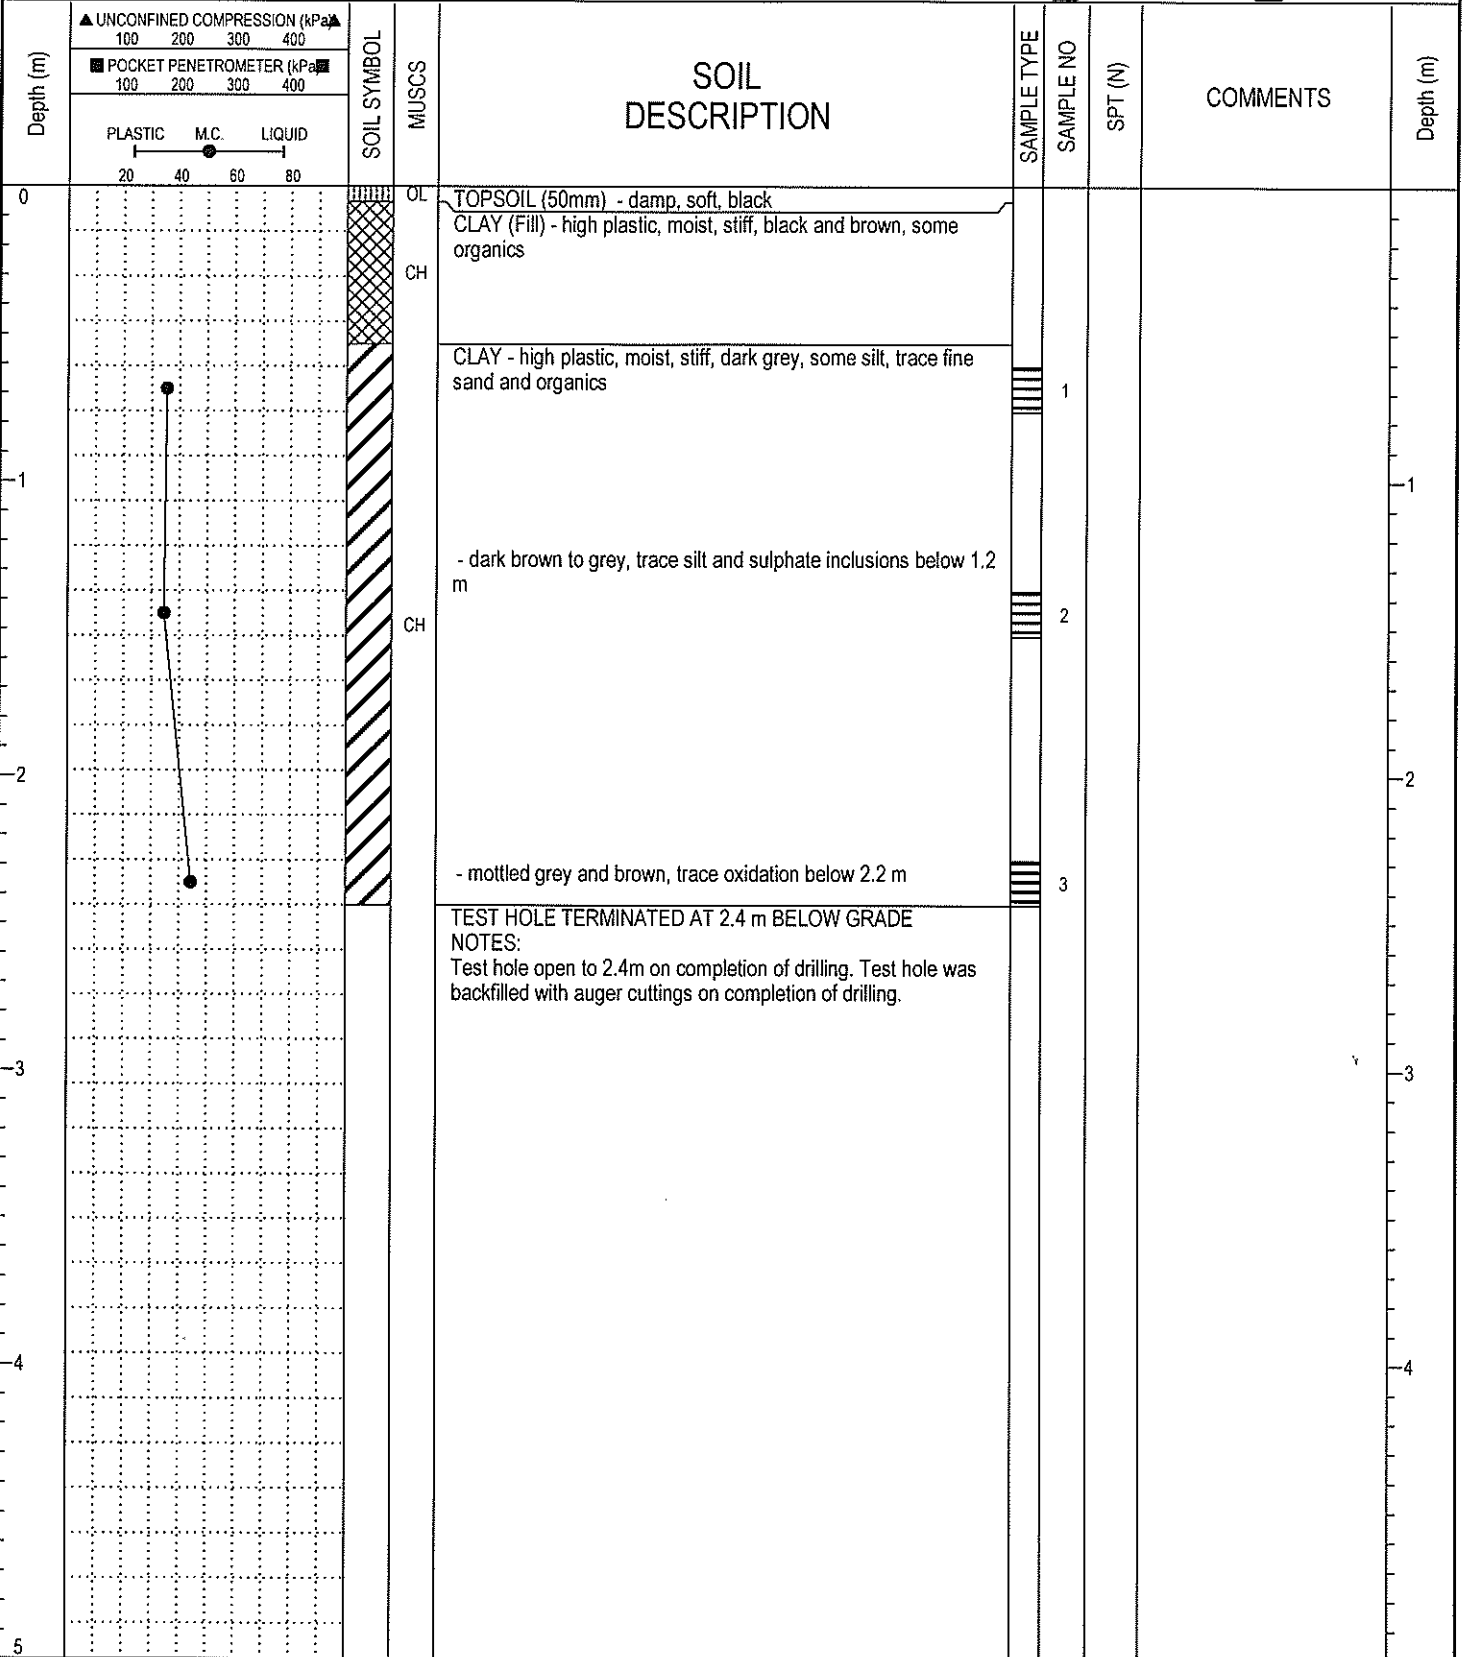 ▲ UNCONFINED COMPRESSION (kPa) ▲
100 200 300 400
■ POCKET PENETROMETER (kPa) ■
100 200 300 400
PLASTIC M.C. LIQUID
20 40 60 80
Depth (m)
SOIL SYMBOL
MUSCS
SOIL
DESCRIPTION
SAMPLE TYPE
SAMPLE NO
SPT (N)
COMMENTS
Depth (m)
0
OL
TOPSOIL (50mm) - damp, soft, black
CLAY (Fill) - high plastic, moist, stiff, black and brown, some
organics
CH
CLAY - high plastic, moist, stiff, dark grey, some silt, trace fine
sand and organics
1
1
1
- dark brown to grey, trace silt and sulphate inclusions below 1.2
m
2
CH
2
2
- mottled grey and brown, trace oxidation below 2.2 m
3
TEST HOLE TERMINATED AT 2.4 m BELOW GRADE
NOTES:
Test hole open to 2.4m on completion of drilling. Test hole was
backfilled with auger cuttings on completion of drilling.
3
3
4
4
5